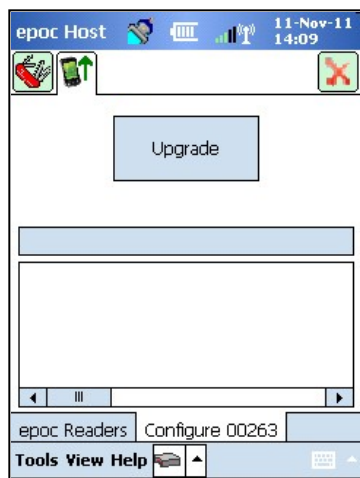 epoc Host 11-Nov-11
14:09
Upgrade
epoc Readers Configure 00263
Tools View Help